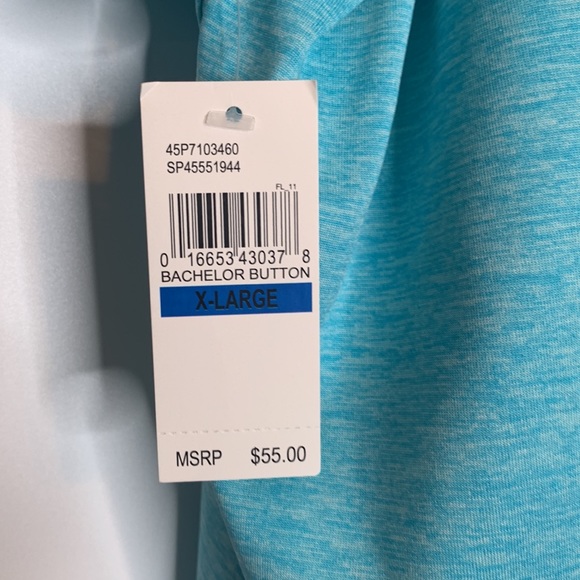 45P7103460
SP45551944
FL_11
0 16653 43037 8
BACHELOR BUTTON
X-LARGE
MSRP $55.00